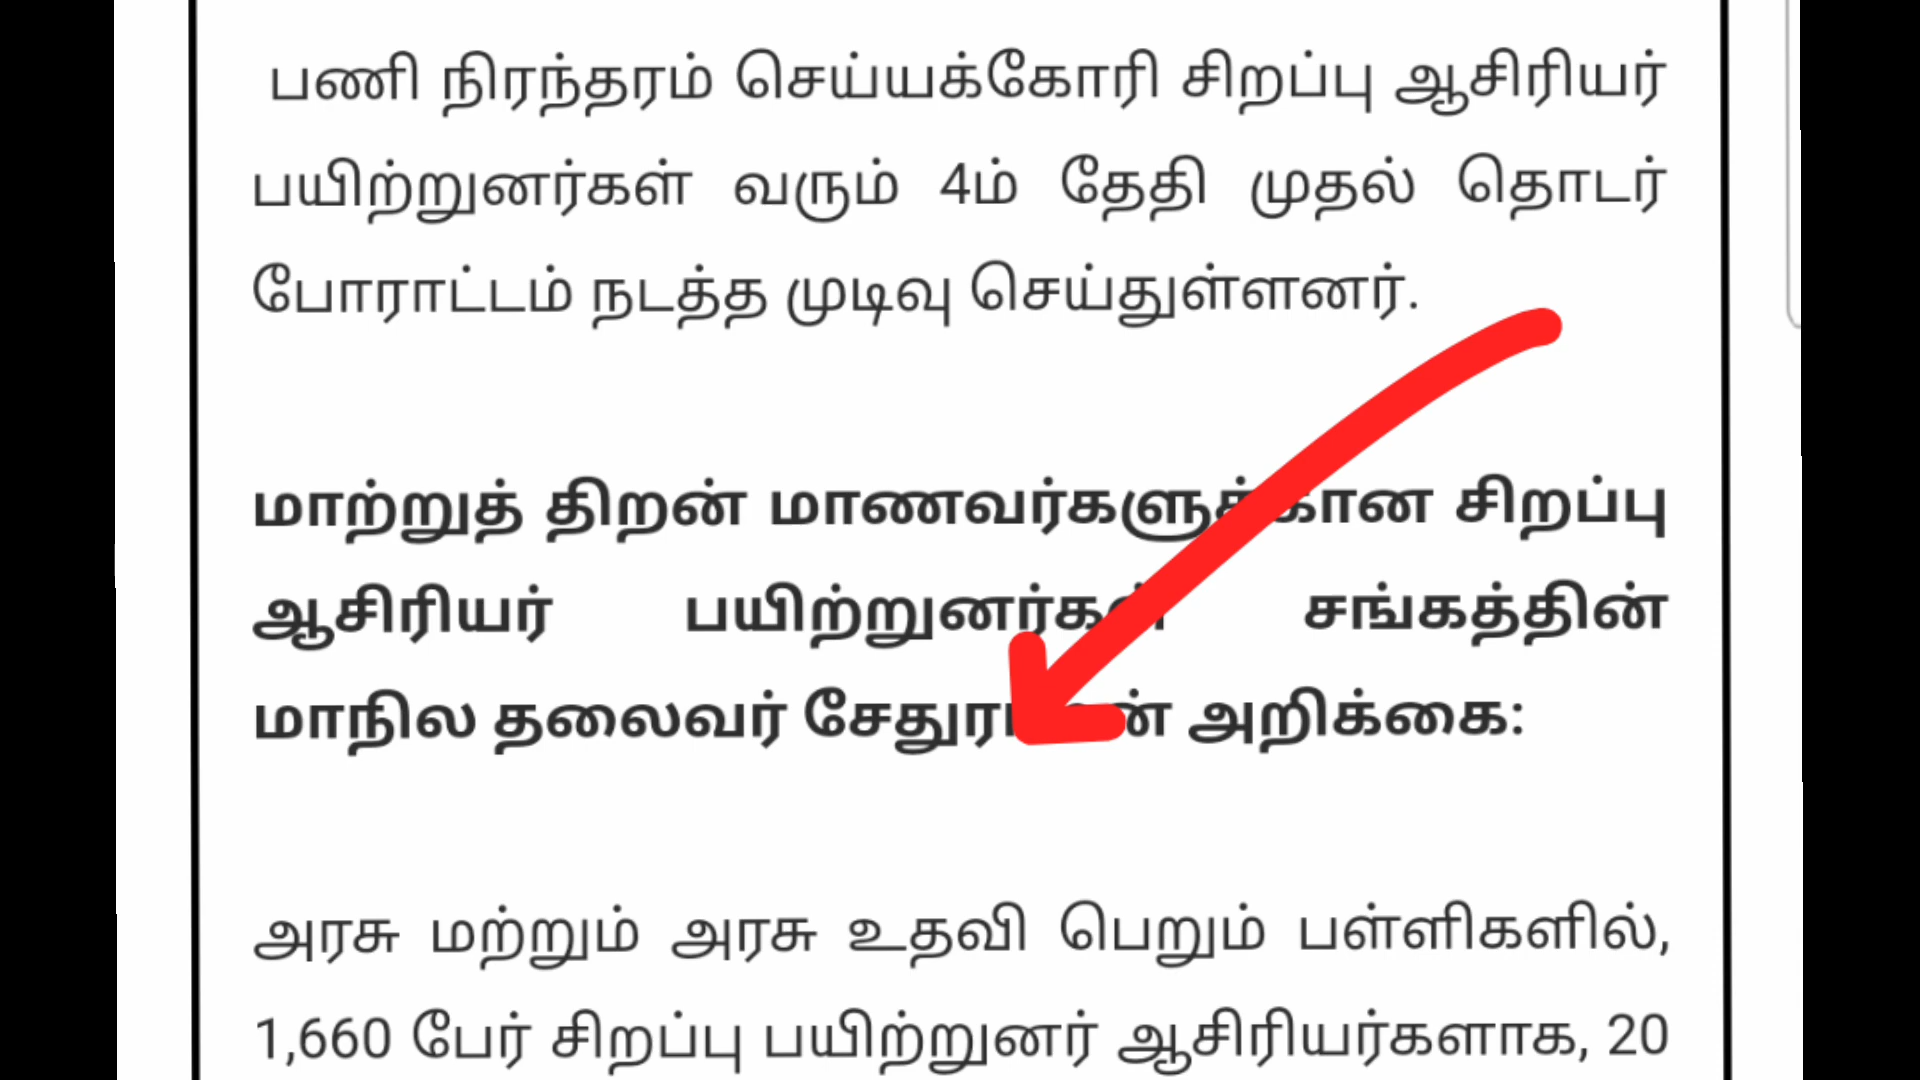 பணி நிரந்தரம் செய்யக்கோரி சிறப்பு ஆசிரியர்
பயிற்றுனர்கள் வரும் 4ம் தேதி முதல் தொடர்
போராட்டம் நடத்த முடிவு செய்துள்ளனர்.
மாற்றுத் திறன் மாணவர்களுக்கான சிறப்பு
ஆசிரியர் பயிற்றுனர்கள் சங்கத்தின்
மாநில தலைவர் அறிக்கை:
அரசு மற்றும் அரசு உதவி பெறும் பள்ளிகளில்,
1,660 பேர் சிறப்பு பயிற்றுனர் ஆசிரியர்களாக, 20